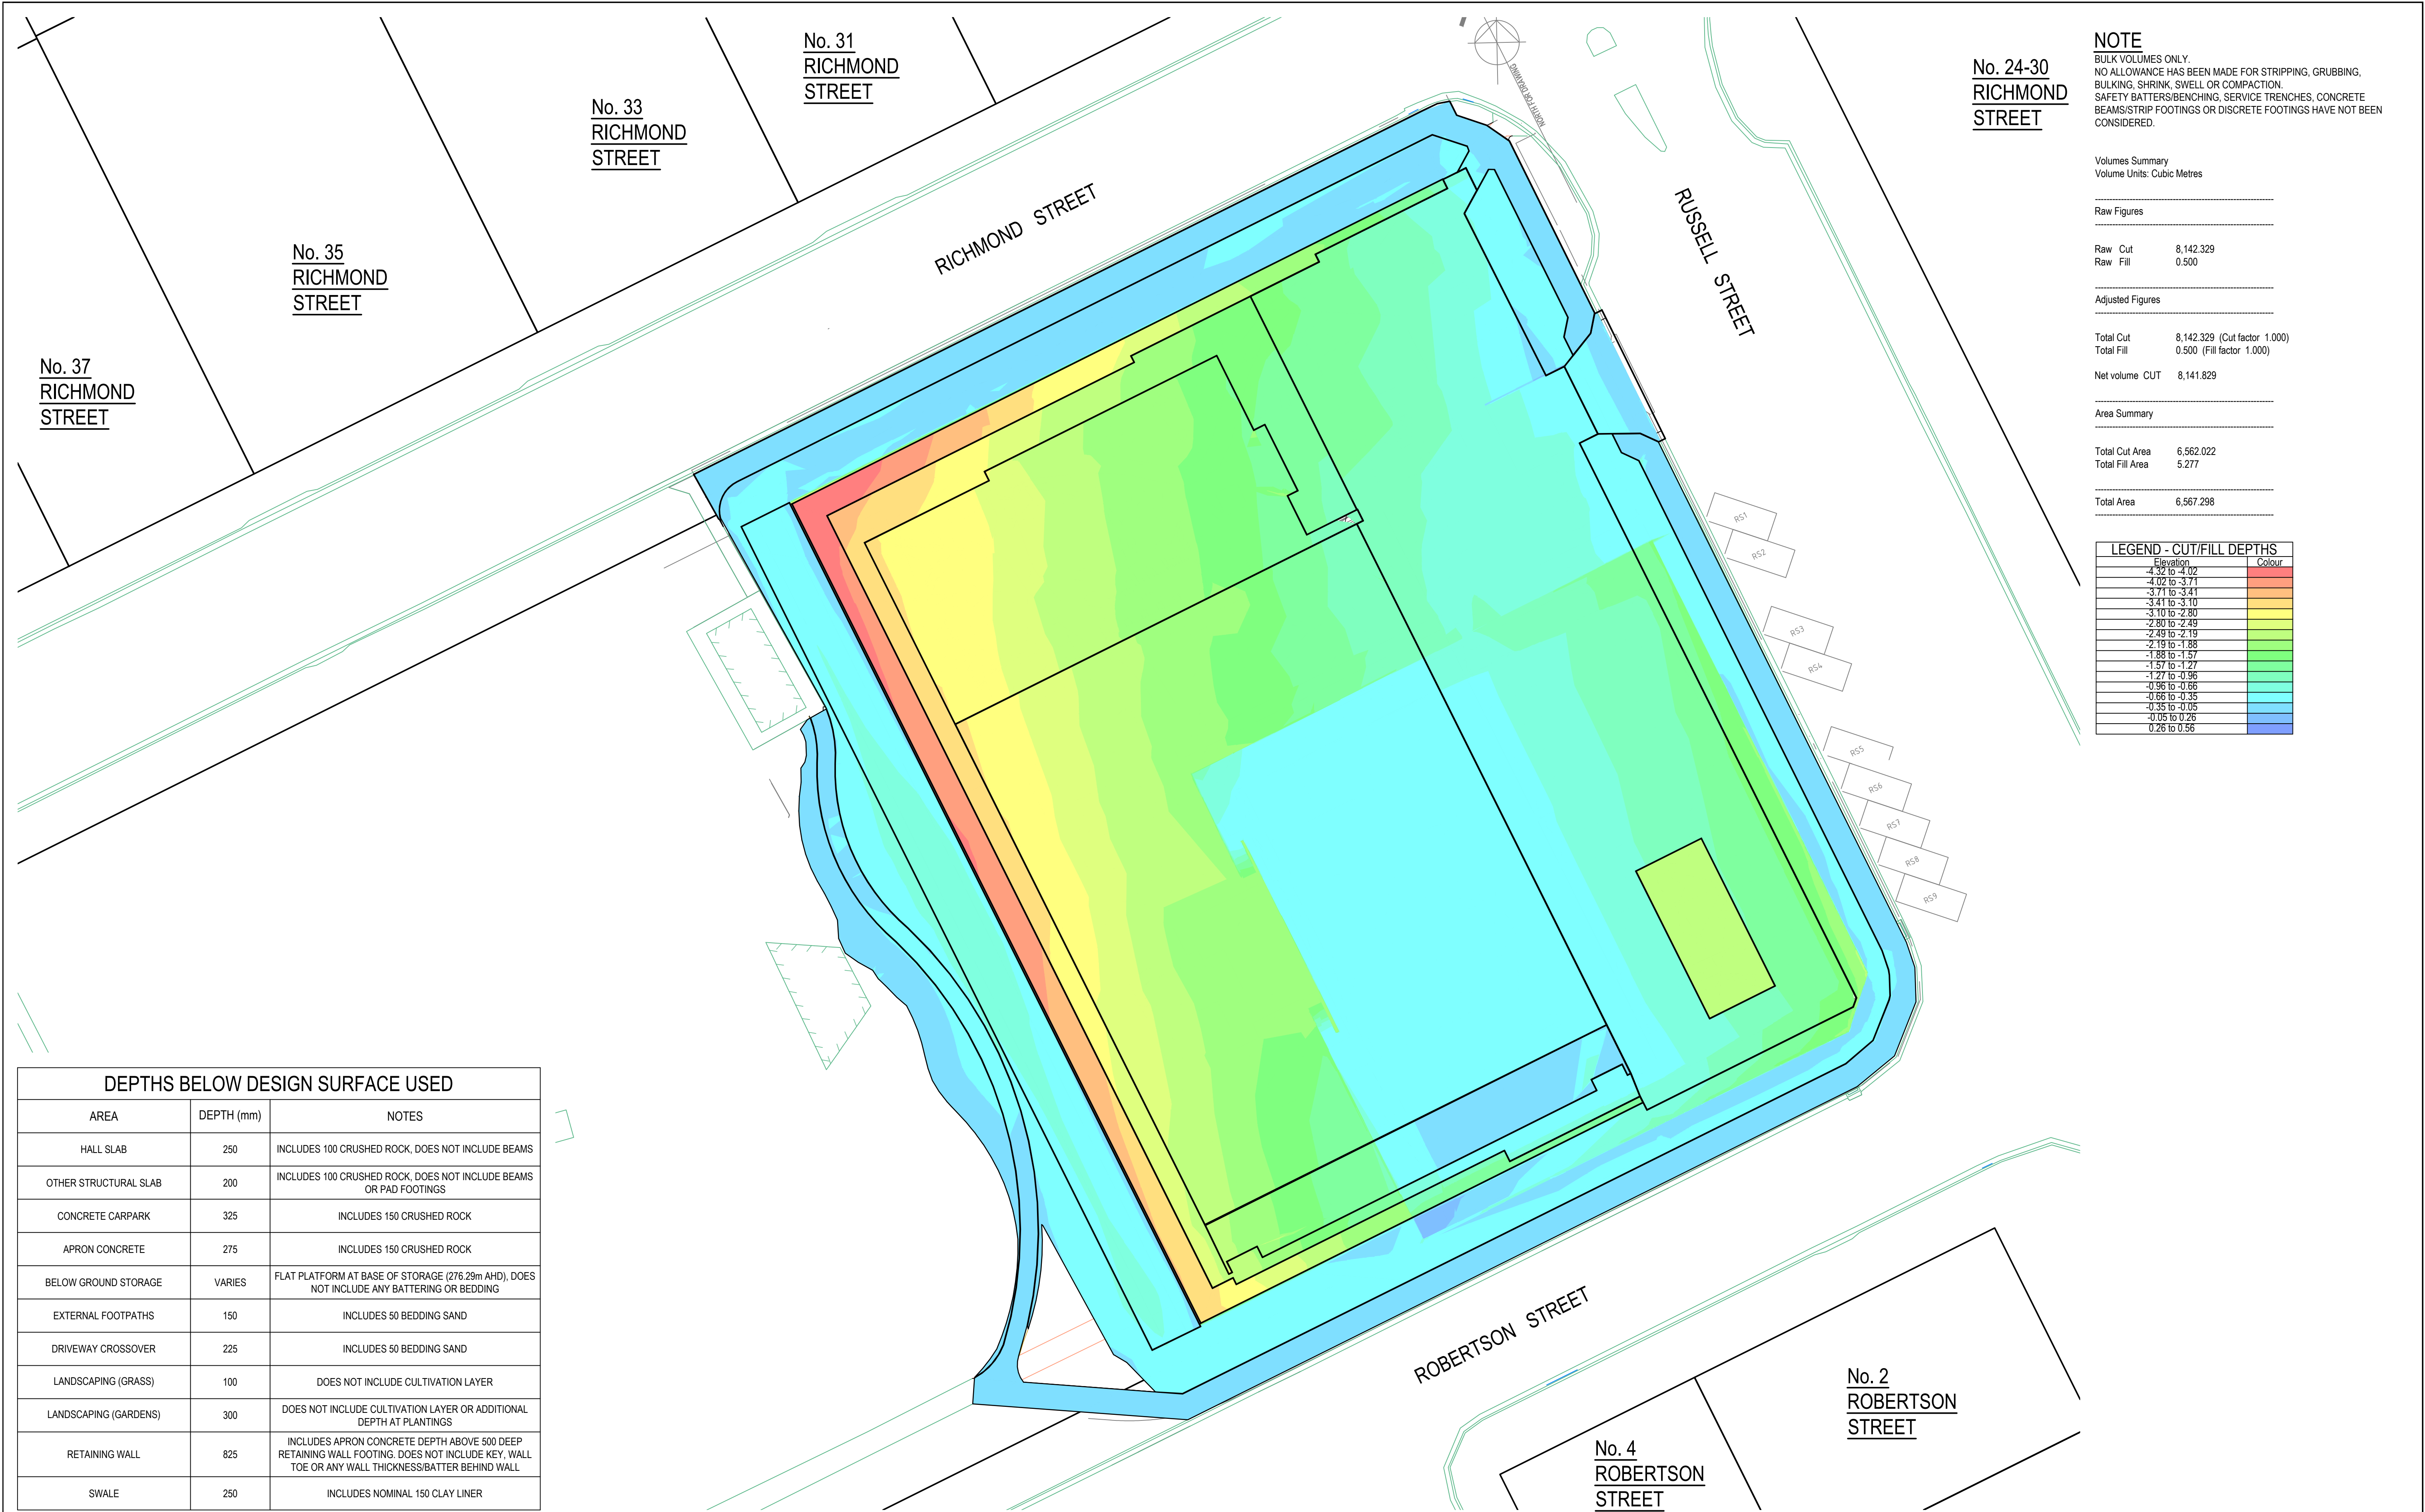 No. 31
RICHMOND
STREET
No. 33
RICHMOND
STREET
No. 35
RICHMOND
STREET
No. 37
RICHMOND
STREET
No. 24-30
RICHMOND
STREET
RICHMOND STREET
RUSSELL STREET
NORTH FOR DRAWING
RS1
RS2
RS3
RS4
RS5
RS6
RS7
RS8
RS9
ROBERTSON STREET
No. 2
ROBERTSON
STREET
No. 4
ROBERTSON
STREET
NOTE
BULK VOLUMES ONLY.
NO ALLOWANCE HAS BEEN MADE FOR STRIPPING, GRUBBING,
BULKING, SHRINK, SWELL OR COMPACTION.
SAFETY BATTERS/BENCHING, SERVICE TRENCHES, CONCRETE
BEAMS/STRIP FOOTINGS OR DISCRETE FOOTINGS HAVE NOT BEEN
CONSIDERED.
Volumes Summary
Volume Units: Cubic Metres
Raw Figures
Raw Cut 8,142.329
Raw Fill 0.500
Adjusted Figures
Total Cut 8,142.329 (Cut factor 1.000)
Total Fill 0.500 (Fill factor 1.000)
Net volume CUT 8,141.829
Area Summary
Total Cut Area 6,562.022
Total Fill Area 5.277
Total Area 6,567.298
LEGEND - CUT/FILL DEPTHS
Elevation Colour
-4.32 to -4.02
-4.02 to -3.71
-3.71 to -3.41
-3.41 to -3.10
-3.10 to -2.80
-2.80 to -2.49
-2.49 to -2.19
-2.19 to -1.88
-1.88 to -1.57
-1.57 to -1.27
-1.27 to -0.96
-0.96 to -0.66
-0.66 to -0.35
-0.35 to -0.05
-0.05 to 0.26
0.26 to 0.56
DEPTHS BELOW DESIGN SURFACE USED
AREA DEPTH (mm) NOTES
HALL SLAB 250 INCLUDES 100 CRUSHED ROCK, DOES NOT INCLUDE BEAMS
OTHER STRUCTURAL SLAB 200 INCLUDES 100 CRUSHED ROCK, DOES NOT INCLUDE BEAMS
OR PAD FOOTINGS
CONCRETE CARPARK 325 INCLUDES 150 CRUSHED ROCK
APRON CONCRETE 275 INCLUDES 150 CRUSHED ROCK
BELOW GROUND STORAGE VARIES FLAT PLATFORM AT BASE OF STORAGE (276.29m AHD), DOES
NOT INCLUDE ANY BATTERING OR BEDDING
EXTERNAL FOOTPATHS 150 INCLUDES 50 BEDDING SAND
DRIVEWAY CROSSOVER 225 INCLUDES 50 BEDDING SAND
LANDSCAPING (GRASS) 100 DOES NOT INCLUDE CULTIVATION LAYER
LANDSCAPING (GARDENS) 300 DOES NOT INCLUDE CULTIVATION LAYER OR ADDITIONAL
DEPTH AT PLANTINGS
RETAINING WALL 825 INCLUDES APRON CONCRETE DEPTH ABOVE 500 DEEP
RETAINING WALL FOOTING. DOES NOT INCLUDE KEY, WALL
TOE OR ANY WALL THICKNESS/BATTER BEHIND WALL
SWALE 250 INCLUDES NOMINAL 150 CLAY LINER